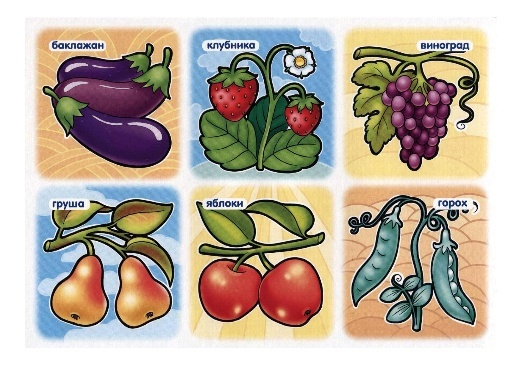 баклажан
клубника
виноград
груша
яблоки
горох